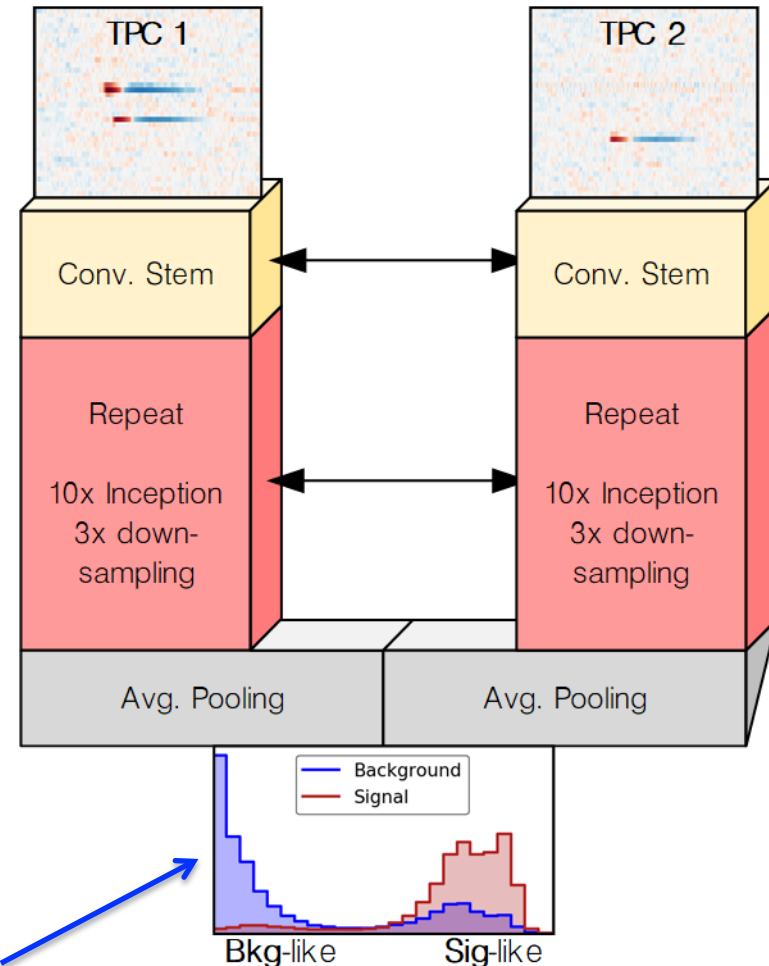 TPC 1
TPC 2
Conv. Stem
Conv. Stem
Repeat
10x Inception
3x down-
sampling
Repeat
10x Inception
3x down-
sampling
Avg. Pooling
Avg. Pooling
Background
Signal
Bkg-like
Sig-like